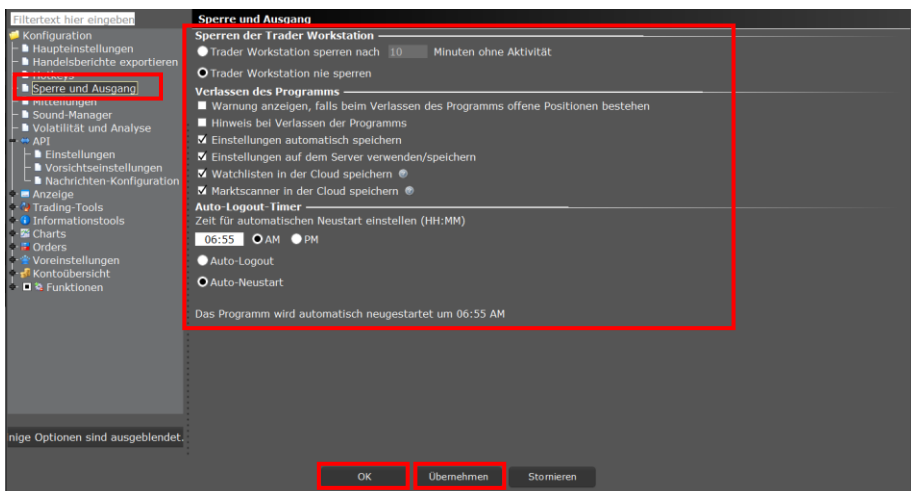 Filtertext hier eingeben
Konfiguration
Haupteinstellungen
Handelsberichte exportieren
Hotkeys
Sperre und Ausgang
Mitteilungen
Sound-Manager
Volatilität und Analyse
API
Einstellungen
Vorsichtseinstellungen
Nachrichten-Konfiguration
Anzeige
Trading-Tools
Informationstools
Charts
Orders
Voreinstellungen
Kontoübersicht
Funktionen
nige Optionen sind ausgeblendet.
Sperre und Ausgang
Sperren der Trader Workstation
Trader Workstation sperren nach 10 Minuten ohne Aktivität
Trader Workstation nie sperren
Verlassen des Programms
Warnung anzeigen, falls beim Verlassen des Programms offene Positionen bestehen
Hinweis bei Verlassen der Programms
Einstellungen automatisch speichern
Einstellungen auf dem Server verwenden/speichern
Watchlisten in der Cloud speichern
Marktscanner in der Cloud speichern
Auto-Logout-Timer
Zeit für automatischen Neustart einstellen (HH:MM)
06:55 AM PM
Auto-Logout
Auto-Neustart
Das Programm wird automatisch neugestartet um 06:55 AM
OK Übernehmen Stornieren